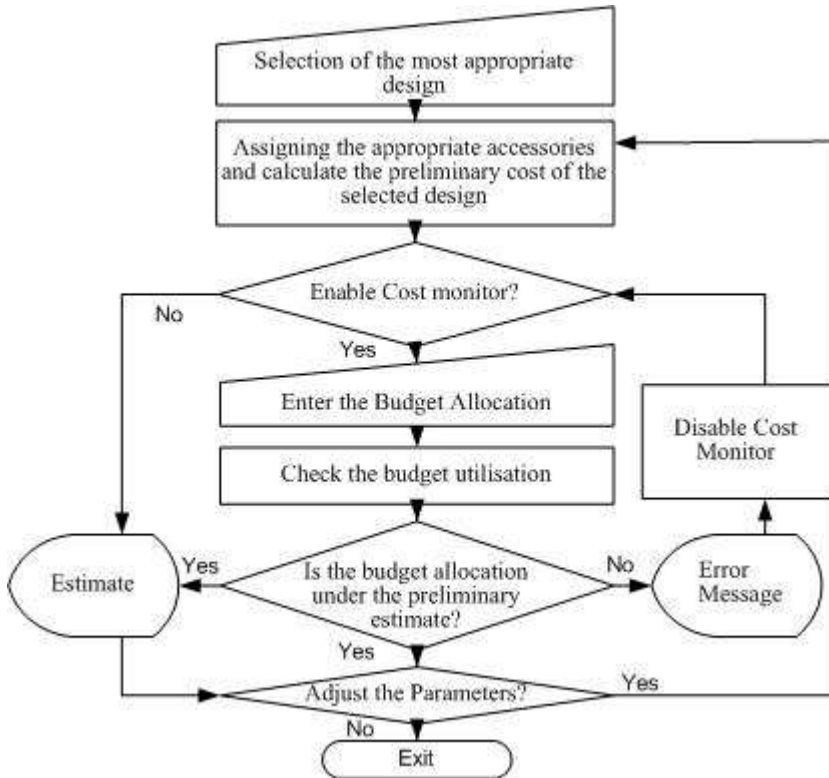 Selection of the most appropriate
design
Assigning the appropriate accessories
and calculate the preliminary cost of the
selected design
Enable Cost monitor?
No
Yes
Enter the Budget Allocation
Disable Cost
Monitor
Check the budget utilisation
Estimate
Yes
Is the budget allocation
under the preliminary
estimate?
No
Error
Message
Yes
Adjust the Parameters?
Yes
No
Exit